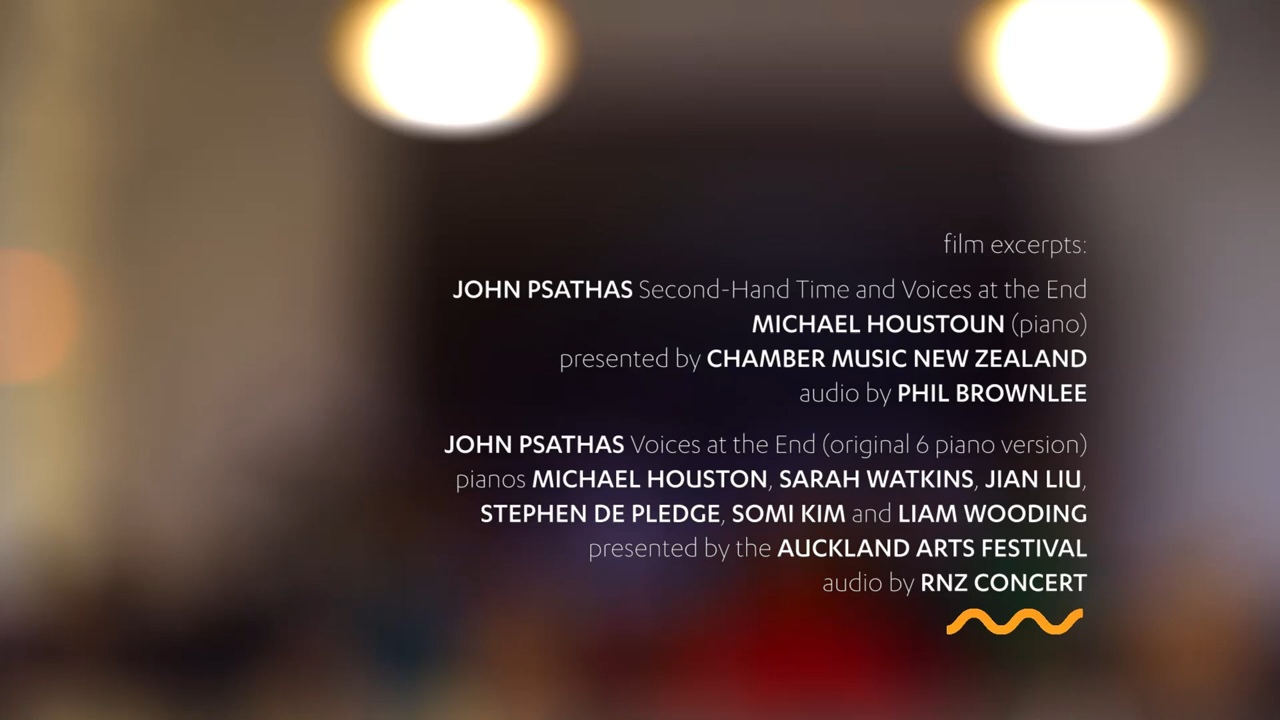 film excerpts:
JOHN PSATHAS Second-Hand Time and Voices at the End
MICHAEL HOUSTOUN (piano)
presented by CHAMBER MUSIC NEW ZEALAND
audio by PHIL BROWNLEE
JOHN PSATHAS Voices at the End (original 6 piano version)
pianos MICHAEL HOUSTON, SARAH WATKINS, JIAN LIU,
STEPHEN DE PLEDGE, SOMI KIM and LIAM WOODING
presented by the AUCKLAND ARTS FESTIVAL
audio by RNZ CONCERT